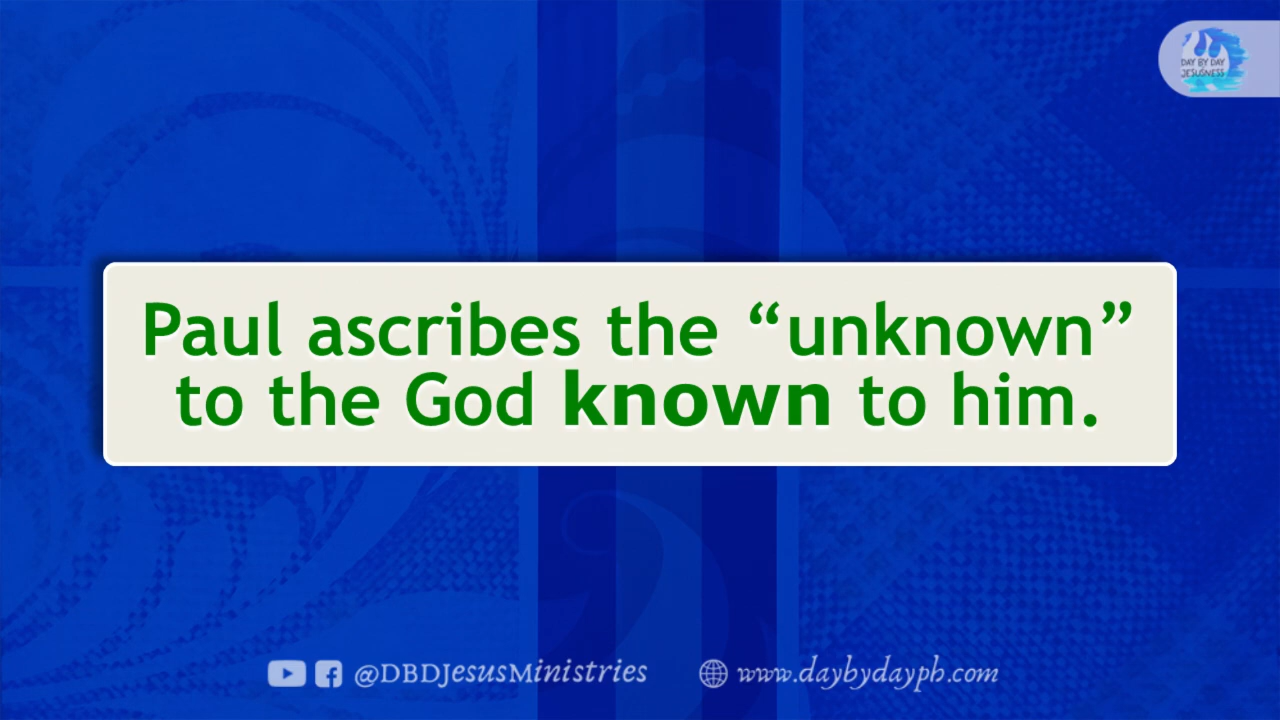 DAY BY DAY
JESUSNESS
Paul ascribes the “unknown”
to the God known to him.
@DBDJesusMinistries www.daybydayph.com